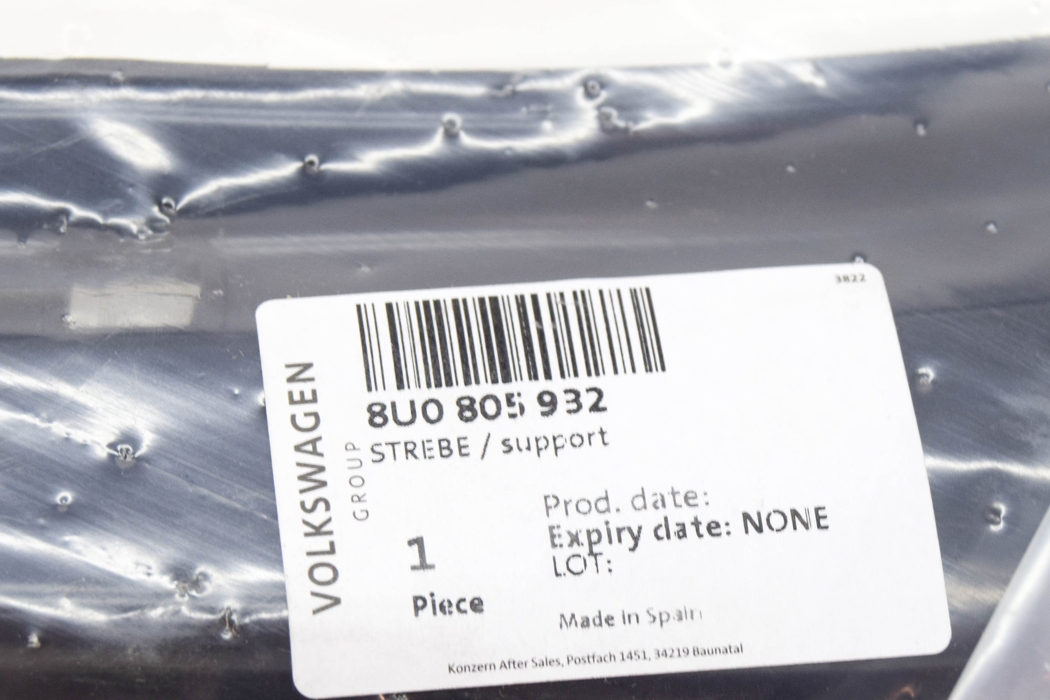 3822
VOLKSWAGEN
GROUP
8U0 805 932
STREBE / support
Prod. date:
Expiry date: NONE
LOT:
1
Piece
Made in Spain
Konzern After Sales, Postfach 1451, 34219 Baunatal